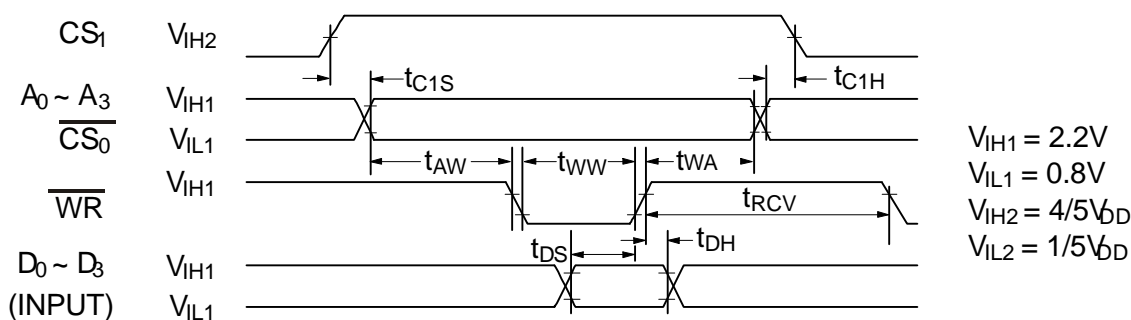 CS1 VIH2
tC1S tC1H
A0 ~ A3 VIH1
CS0 VIL1
tAW tWW tWA
VIH1
WR
tRCV
tDS tDH
D0 ~ D3 VIH1
(INPUT) VIL1
VIH1 = 2.2V
VIL1 = 0.8V
VIH2 = 4/5VDD
VIL2 = 1/5VDD